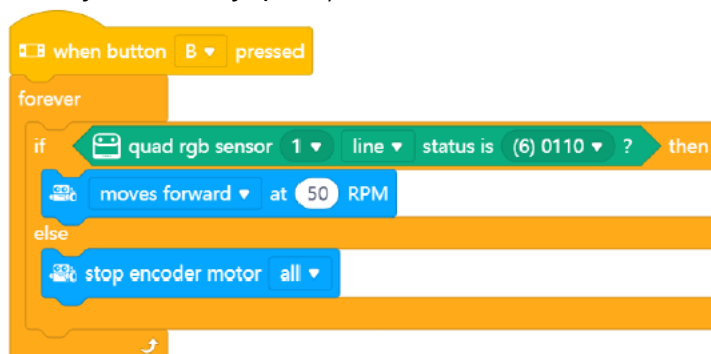 when button B pressed
forever
if quad rgb sensor 1 line status is (6) 0110 ? then
moves forward at 50 RPM
else
stop encoder motor all